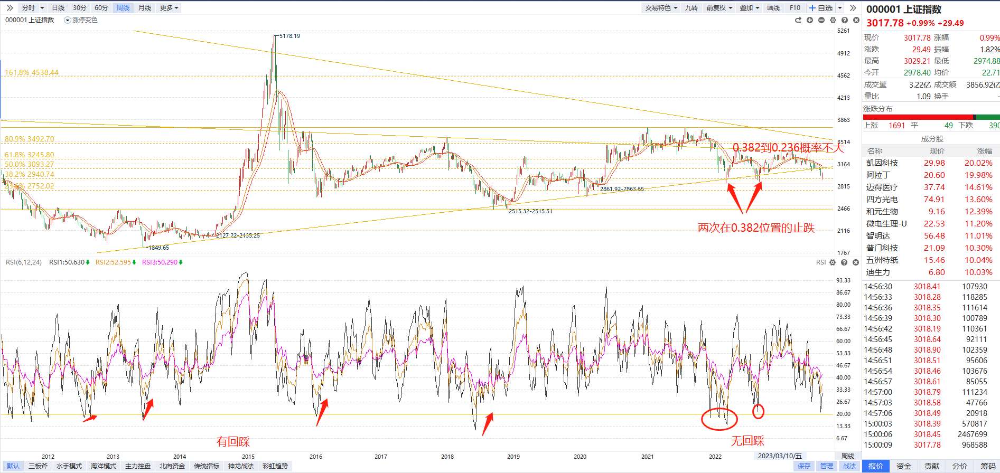 分时 日线 30分 60分 周线 月线 更多
交易特色 九转 前复权 叠加 画线 F10 自选
000001 上证指数 涨停变色
5178.19
161.8% 4538.44
80.9% 3492.70
61.8% 3245.80
50.0% 3093.27
38.2% 2940.74
23.6% 2752.02
0.382到0.236概率不大
两次在0.382位置的止跌
2861.92-2863.65
2515.32-2515.51
2127.22-2135.25
1849.65
5261
4912
4562
4213
3863
3514
3164
2815
2466
2116
1767
RSI(6,12,24) RSI1:50.630 RSI2:52.595 RSI3:50.290
RSI
93.33
86.67
80.00
73.33
66.67
60.00
53.33
46.67
40.00
33.33
26.67
20.00
13.33
6.67
有回踩
无回踩
2012 2013 2014 2015 2016 2017 2018 2019 2020 2021 2022 2023/03/10/五 周线
默认 三板斧 水手模式 海洋模式 主力控盘 北向资金 传统指标 神龙战法 彩虹趋势 保存 管理 战法
000001 上证指数
3017.78 +0.99% +29.49
现价 3017.78 涨幅 0.99%
涨跌 29.49 振幅 1.82%
最高 3029.21 最低 2974.88
今开 2978.40 均价 22.71
成交量 3.22亿 成交额 3856.92亿
量比 1.09 换手 -
涨跌分布
上涨 1691 平 49 下跌 390
成分股
名称 现价 涨幅
凯因科技 29.98 20.02%
阿拉丁 20.60 19.98%
迈得医疗 37.74 14.61%
四方光电 74.91 13.60%
和元生物 9.16 12.39%
微电生理-U 22.53 11.20%
智明达 56.48 11.01%
普门科技 21.09 10.30%
五洲特纸 15.46 10.04%
迪生力 6.80 10.03%
14:56:30 3018.41 107930
14:56:33 3018.28 118285
14:56:36 3018.35 111614
14:56:39 3018.30 100789
14:56:42 3018.19 110361
14:56:45 3018.64 92111
14:56:48 3018.90 102359
14:56:51 3018.51 95606
14:56:54 3018.46 103676
14:56:57 3018.61 85055
14:57:00 3018.79 111234
14:57:03 3018.58 47766
14:57:06 3018.49 20918
15:00:03 3018.39 570817
15:00:06 3018.45 2467699
15:00:09 3017.78 968588
报价 资金 贡献 分价 筹码